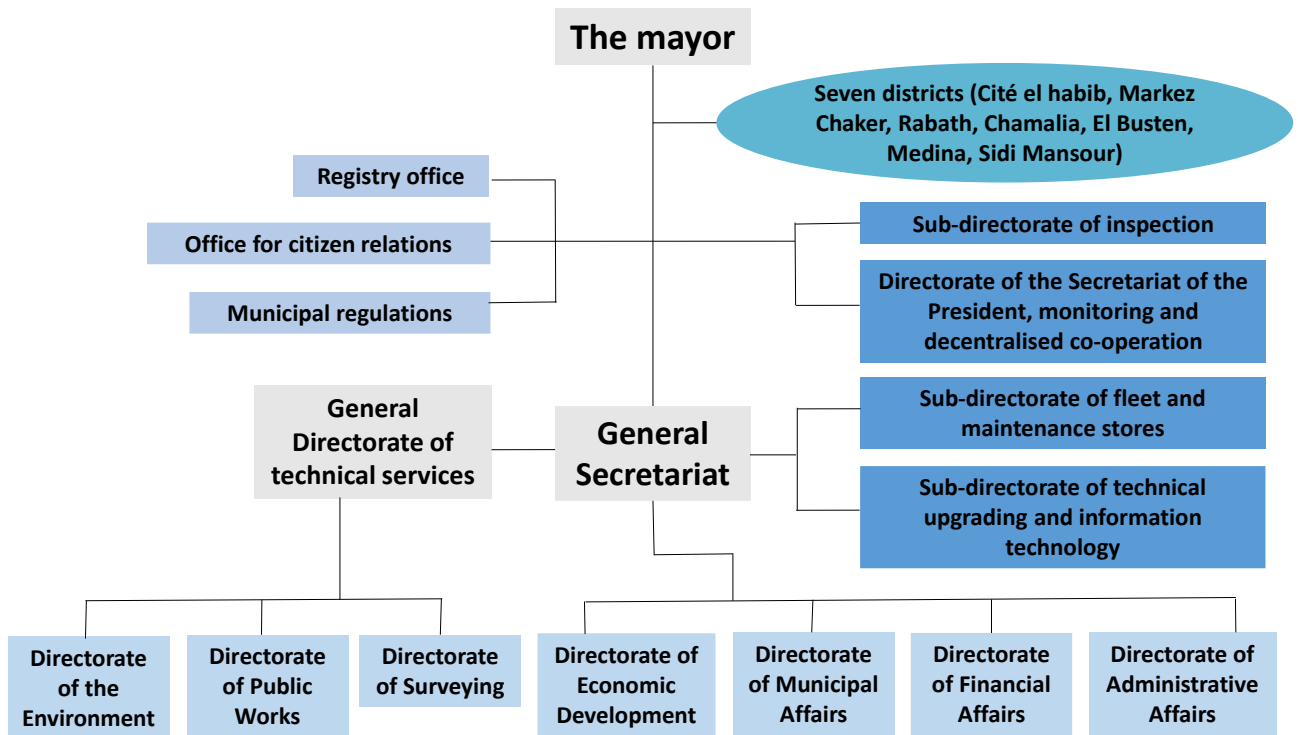 The mayor
Seven districts (Cité el habib, Markez
Chaker, Rabath, Chamalia, El Busten,
Medina, Sidi Mansour)
Registry office
Office for citizen relations
Municipal regulations
Sub-directorate of inspection
Directorate of the Secretariat of the
President, monitoring and
decentralised co-operation
General
Directorate of
technical services
General
Secretariat
Sub-directorate of fleet and
maintenance stores
Sub-directorate of technical
upgrading and information
technology
Directorate
of the
Environment
Directorate
of Public
Works
Directorate
of Surveying
Directorate of
Economic
Development
Directorate
of Municipal
Affairs
Directorate
of Financial
Affairs
Directorate of
Administrative
Affairs